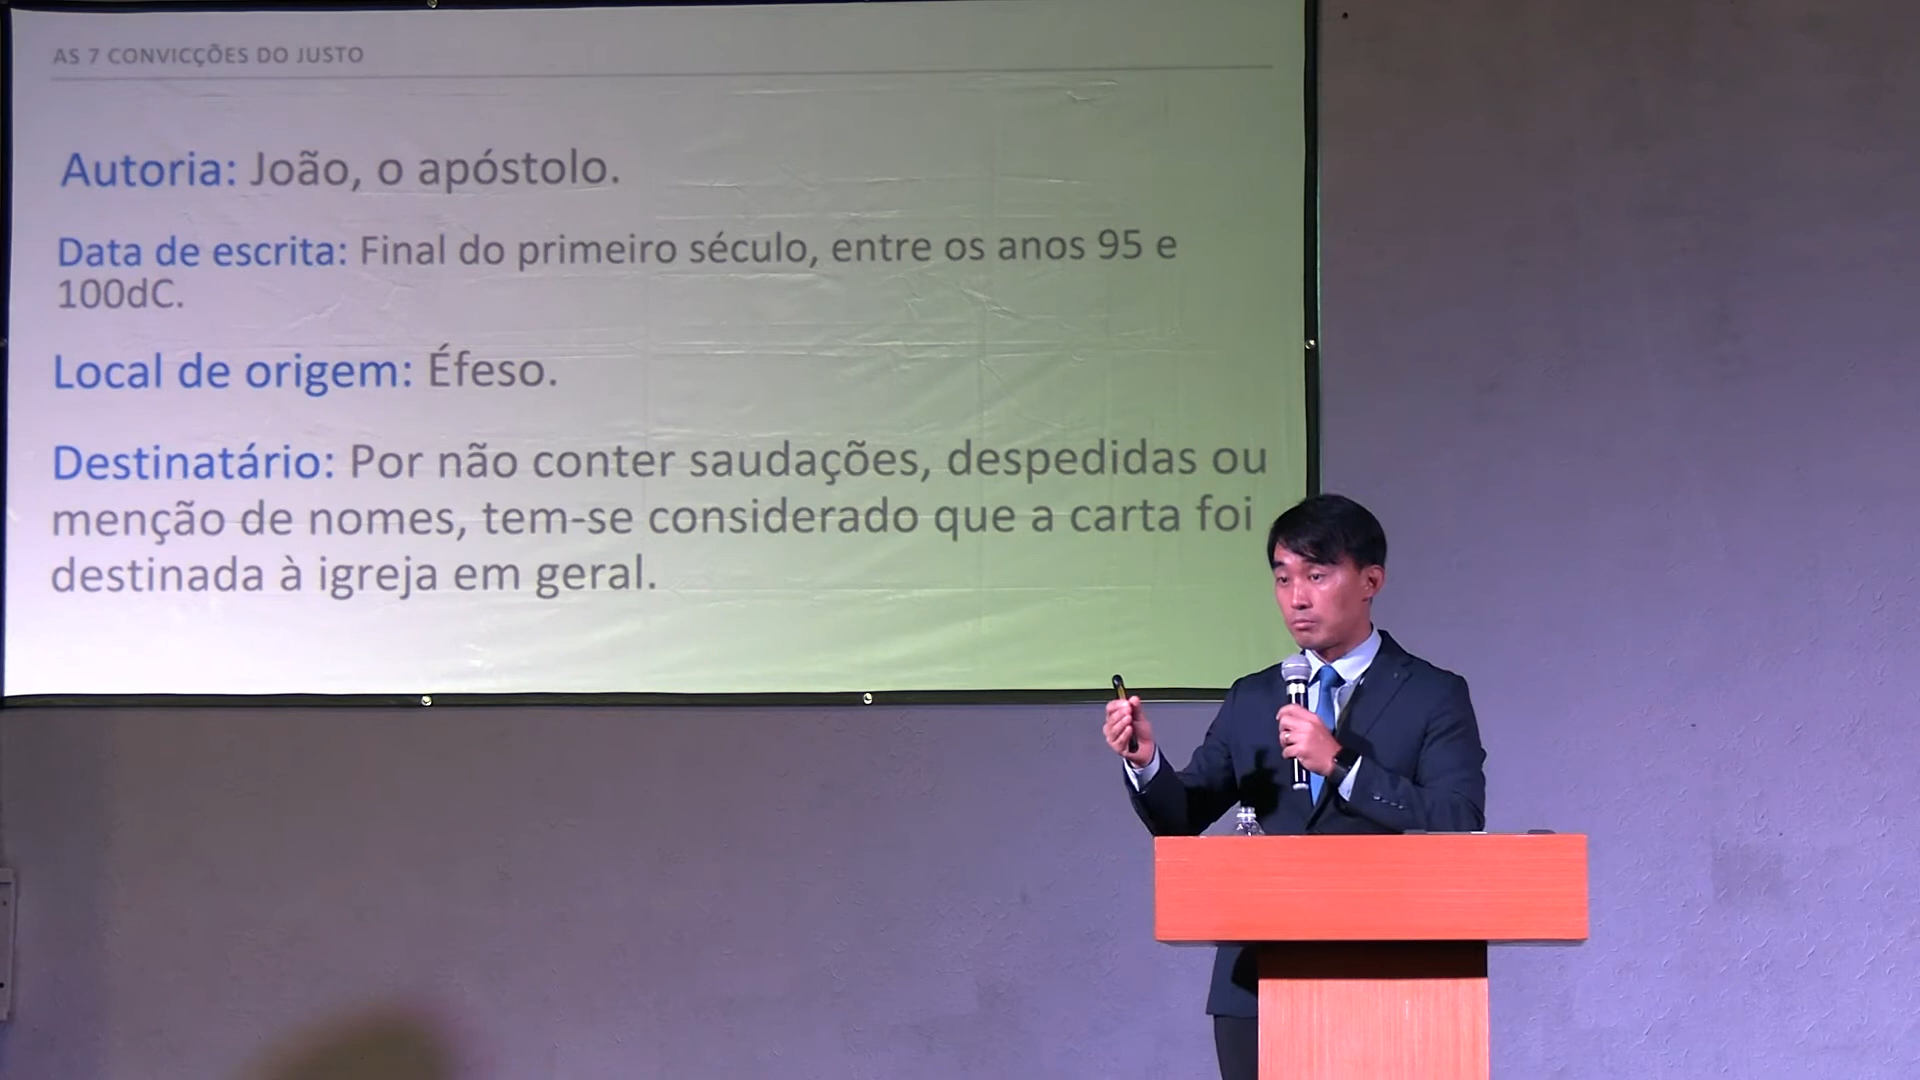 AS 7 CONVICÇÕES DO JUSTO
Autoria: João, o apóstolo.
Data de escrita: Final do primeiro século, entre os anos 95 e
100dC.
Local de origem: Éfeso.
Destinatário: Por não conter saudações, despedidas ou
menção de nomes, tem-se considerado que a carta foi
destinada à igreja em geral.